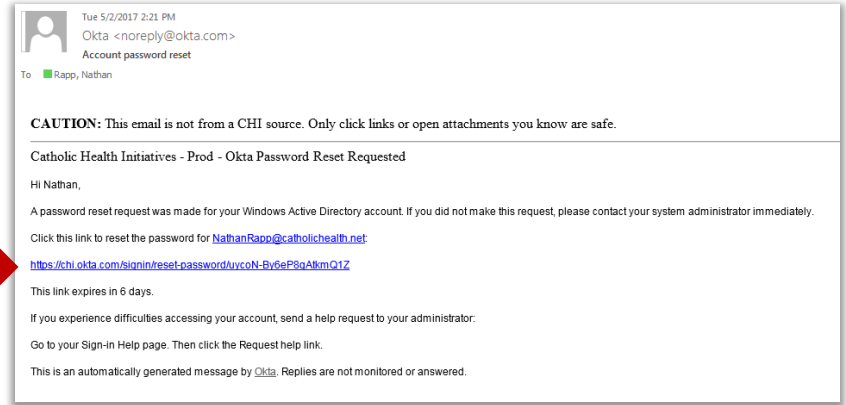 Tue 5/2/2017 2:21 PM
Okta <noreply@okta.com>
Account password reset
To Rapp, Nathan
CAUTION: This email is not from a CHI source. Only click links or open attachments you know are safe.
Catholic Health Initiatives - Prod - Okta Password Reset Requested
Hi Nathan,
A password reset request was made for your Windows Active Directory account. If you did not make this request, please contact your system administrator immediately.
Click this link to reset the password for NathanRapp@catholichealth.net:
https://chi.okta.com/signin/reset-password/uycoN-By6eP8gAtkmQ1Z
This link expires in 6 days.
If you experience difficulties accessing your account, send a help request to your administrator:
Go to your Sign-in Help page. Then click the Request help link.
This is an automatically generated message by Okta. Replies are not monitored or answered.